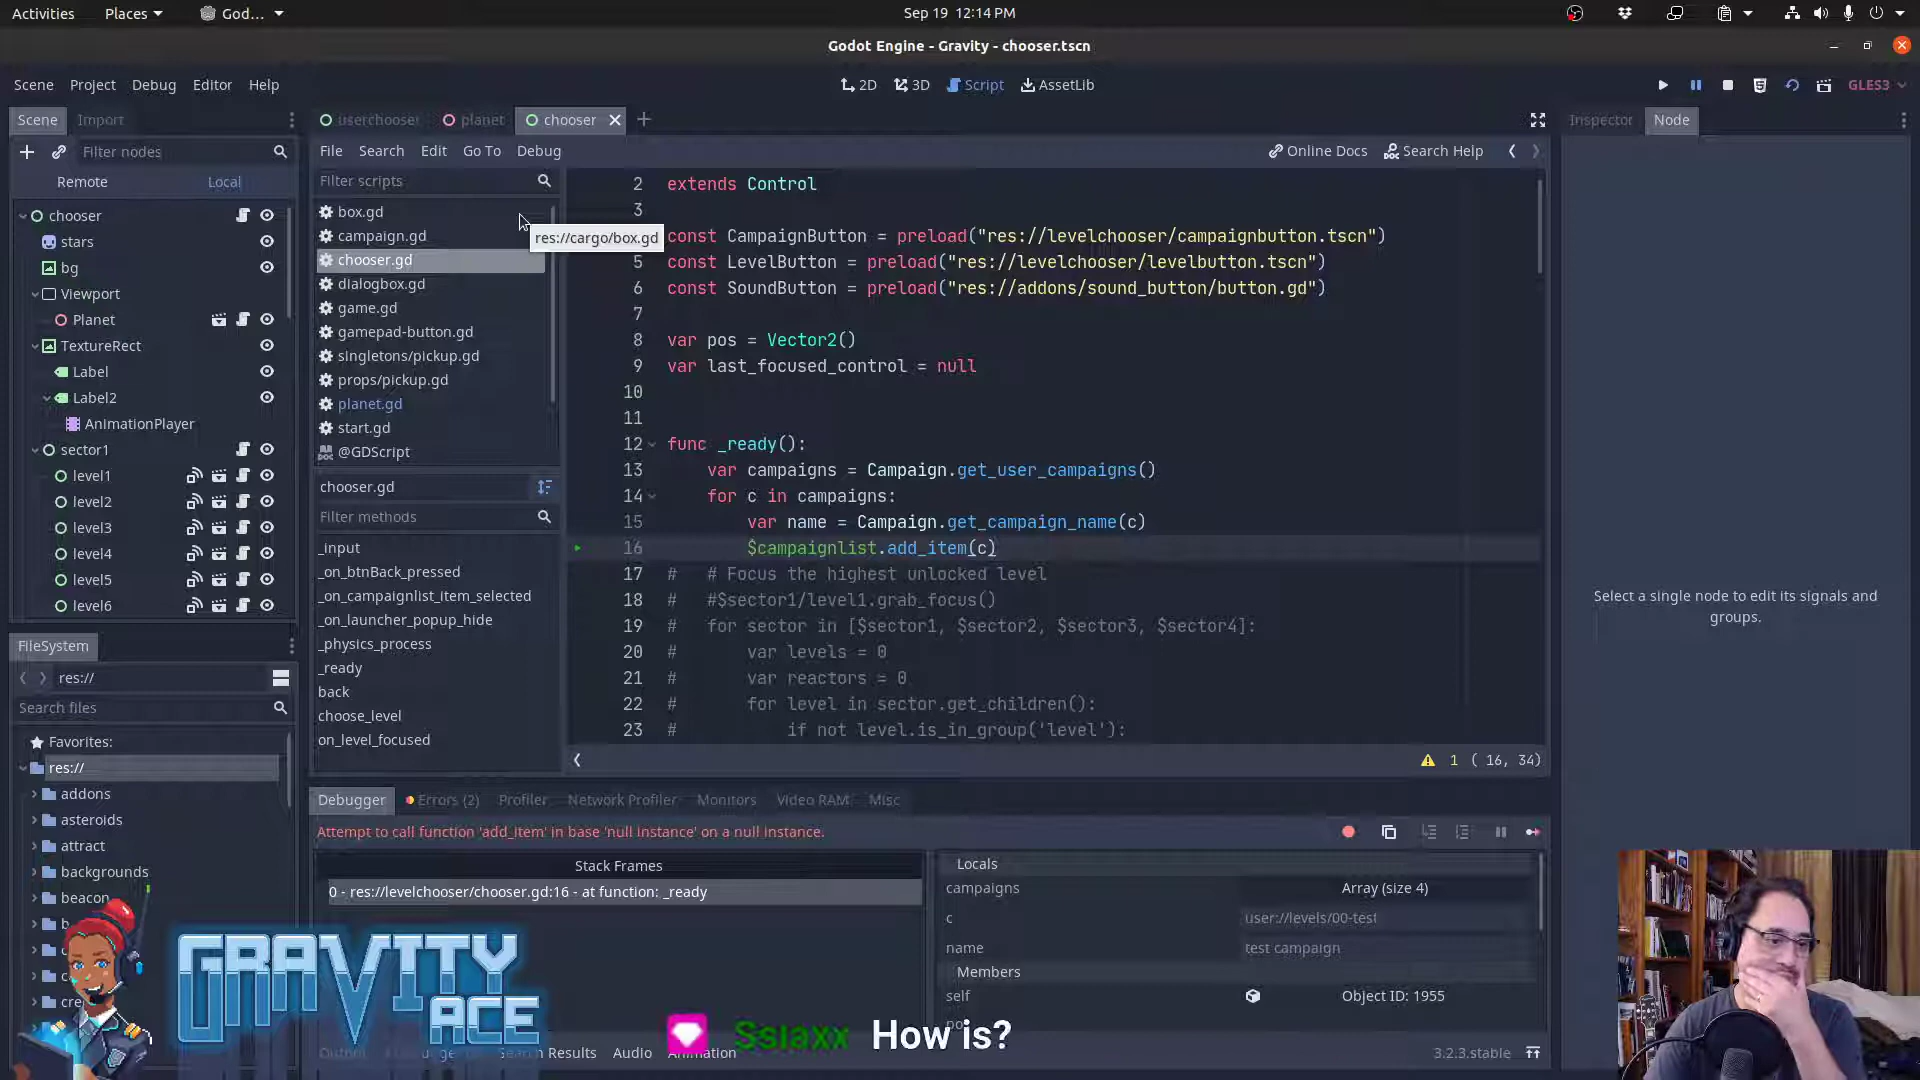 Activities Places God... Sep 19 12:14 PM
Godot Engine - Gravity - chooser.tscn
Scene Project Debug Editor Help 2D 3D Script AssetLib GLES3
Scene Import
Filter nodes
Remote Local
chooser
stars
bg
Viewport
Planet
TextureRect
Label
Label2
AnimationPlayer
sector1
level1
level2
level3
level4
level5
level6
FileSystem
res://
Search files
Favorites:
res://
addons
asteroids
attract
backgrounds
beacon
userchooser planet chooser
File Search Edit Go To Debug Online Docs Search Help
Filter scripts
box.gd
campaign.gd
chooser.gd
dialogbox.gd
game.gd
gamepad-button.gd
singletons/pickup.gd
props/pickup.gd
planet.gd
start.gd
@GDScript
res://cargo/box.gd
chooser.gd
Filter methods
_input
_on_btnBack_pressed
_on_campaignlist_item_selected
_on_launcher_popup_hide
_physics_process
_ready
back
choose_level
on_level_focused
2 extends Control
3
const CampaignButton = preload("res://levelchooser/campaignbutton.tscn")
5 const LevelButton = preload("res://levelchooser/levelbutton.tscn")
6 const SoundButton = preload("res://addons/sound_button/button.gd")
7
8 var pos = Vector2()
9 var last_focused_control = null
10
11
12 func _ready():
13 var campaigns = Campaign.get_user_campaigns()
14 for c in campaigns:
15 var name = Campaign.get_campaign_name(c)
16 $campaignlist.add_item(c)
17 # # Focus the highest unlocked level
18 # #$sector1/level1.grab_focus()
19 # for sector in [$sector1, $sector2, $sector3, $sector4]:
20 # var levels = 0
21 # var reactors = 0
22 # for level in sector.get_children():
23 # if not level.is_in_group('level'):
1 ( 16, 34)
Debugger Errors (2) Profiler Network Profiler Monitors Video RAM Misc
Attempt to call function 'add_item' in base 'null instance' on a null instance.
Stack Frames
0 - res://levelchooser/chooser.gd:16 - at function: _ready
Locals
campaigns Array (size 4)
c user://levels/00-test
name test campaign
Members
self Object ID: 1955
Search Results Audio Animation 3.2.3.stable
Inspector Node
Select a single node to edit its signals and
groups.
GRAVITY
ACE
Ssiaxx How is?